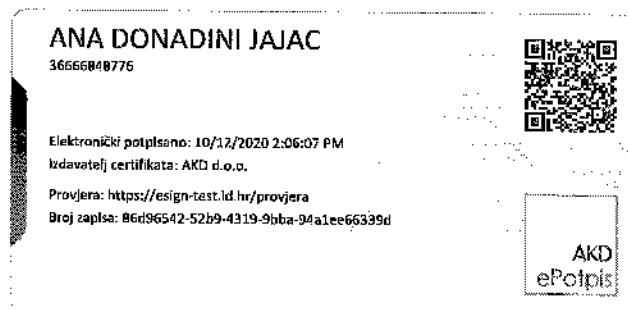 ANA DONADINI JAJAC
36666848776
Elektronički potpisano: 10/12/2020 2:06:07 PM
Izdavatelj certifikata: AKD d.o.o.
Provjera: https://esign-test.id.hr/provjera
Broj zapisa: 86d96542-52b9-4319-9bba-94a1ee66339d
AKD
ePotpis